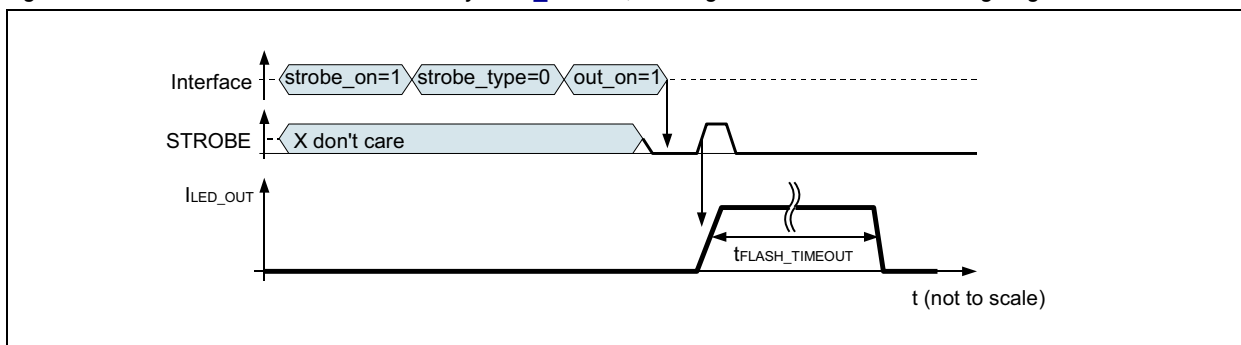 Interface
strobe_on=1 strobe_type=0 out_on=1
STROBE
X don't care
ILED_OUT
tFLASH_TIMEOUT
t (not to scale)